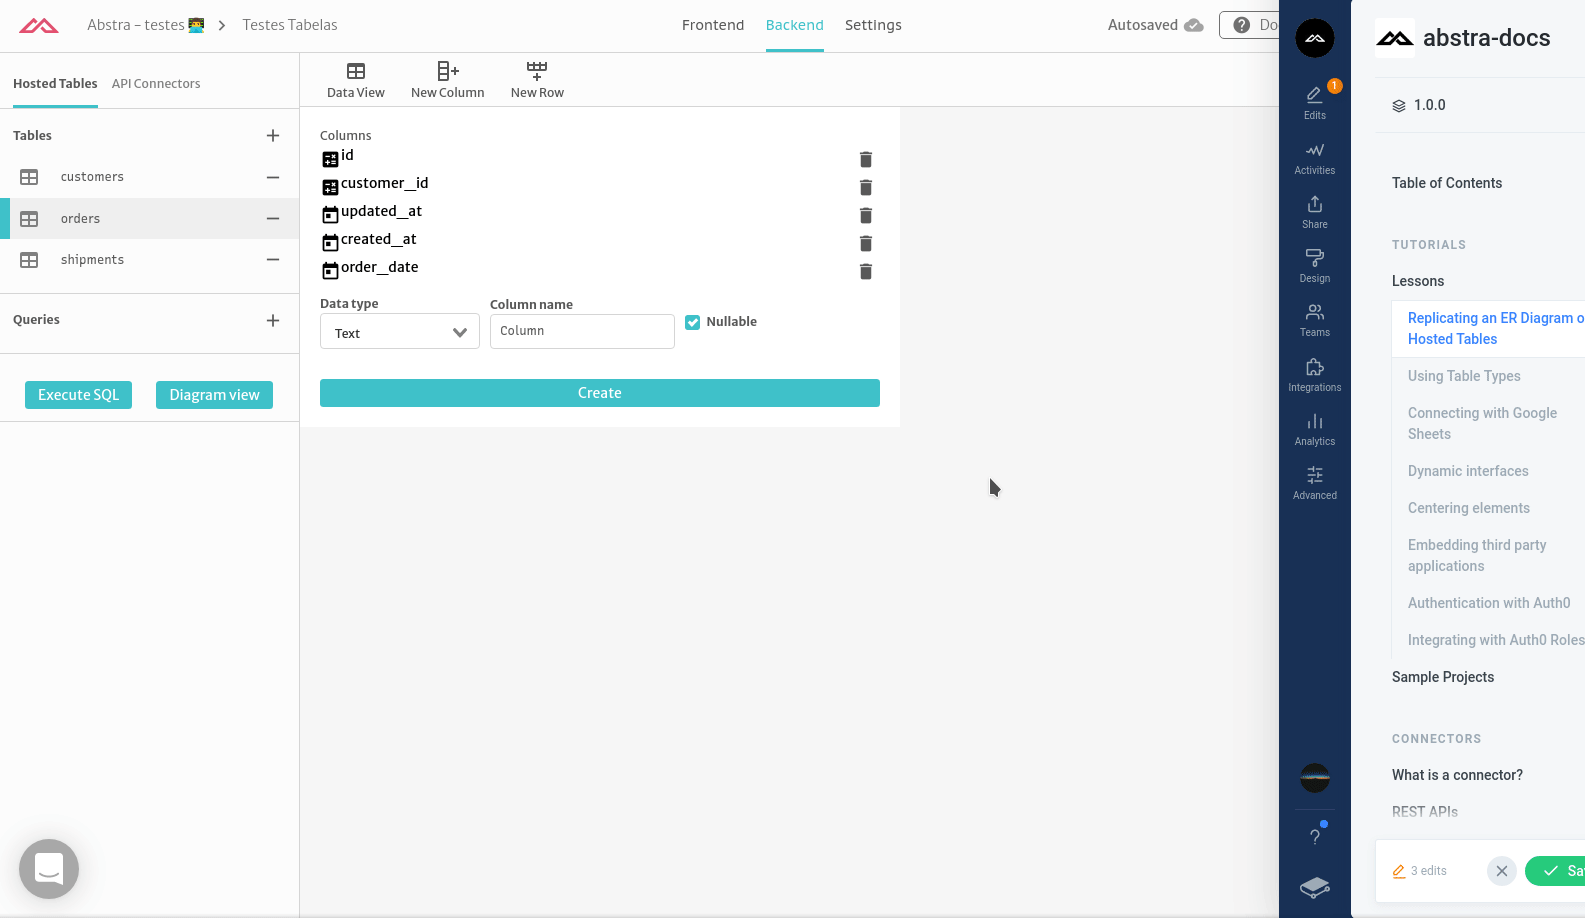 Abstra – testes
Testes Tabelas
Frontend
Backend
Settings
Autosaved
Hosted Tables
API Connectors
Tables
customers
orders
shipments
Queries
Execute SQL
Diagram view
Data View
New Column
New Row
Columns
id
customer_id
updated_at
created_at
order_date
Data type
Column name
Text
Column
Nullable
Create
1
Edits
Activities
Share
Design
Teams
Integrations
Analytics
Advanced
?
abstra-docs
1.0.0
Table of Contents
TUTORIALS
Lessons
Replicating an ER Diagram
Hosted Tables
Using Table Types
Connecting with Google
Sheets
Dynamic interfaces
Centering elements
Embedding third party
applications
Authentication with Auth0
Integrating with Auth0 Roles
Sample Projects
CONNECTORS
What is a connector?
REST APIs
3 edits